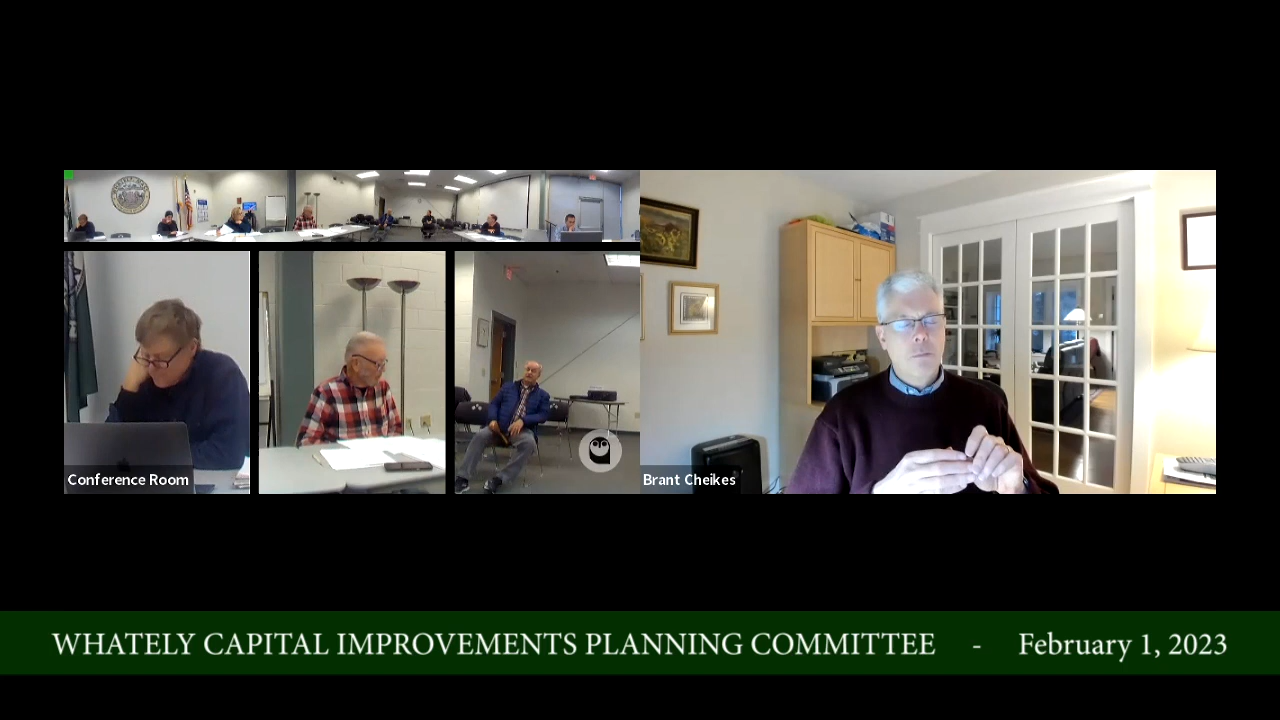 Conference Room
Brant Cheikes
WHATELY CAPITAL IMPROVEMENTS PLANNING COMMITTEE - February 1, 2023